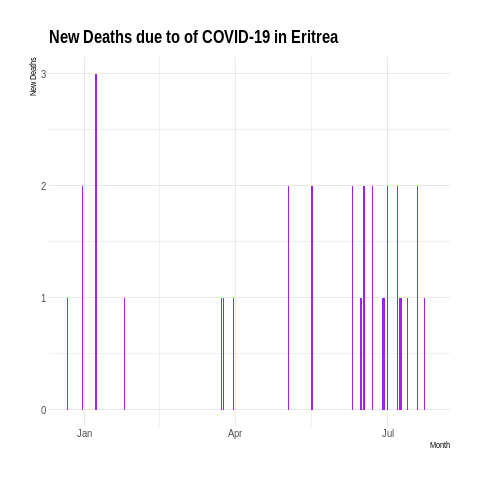 New Deaths due to of COVID-19 in Eritrea
New Deaths
3
2
1
0
Jan Apr Jul
Month